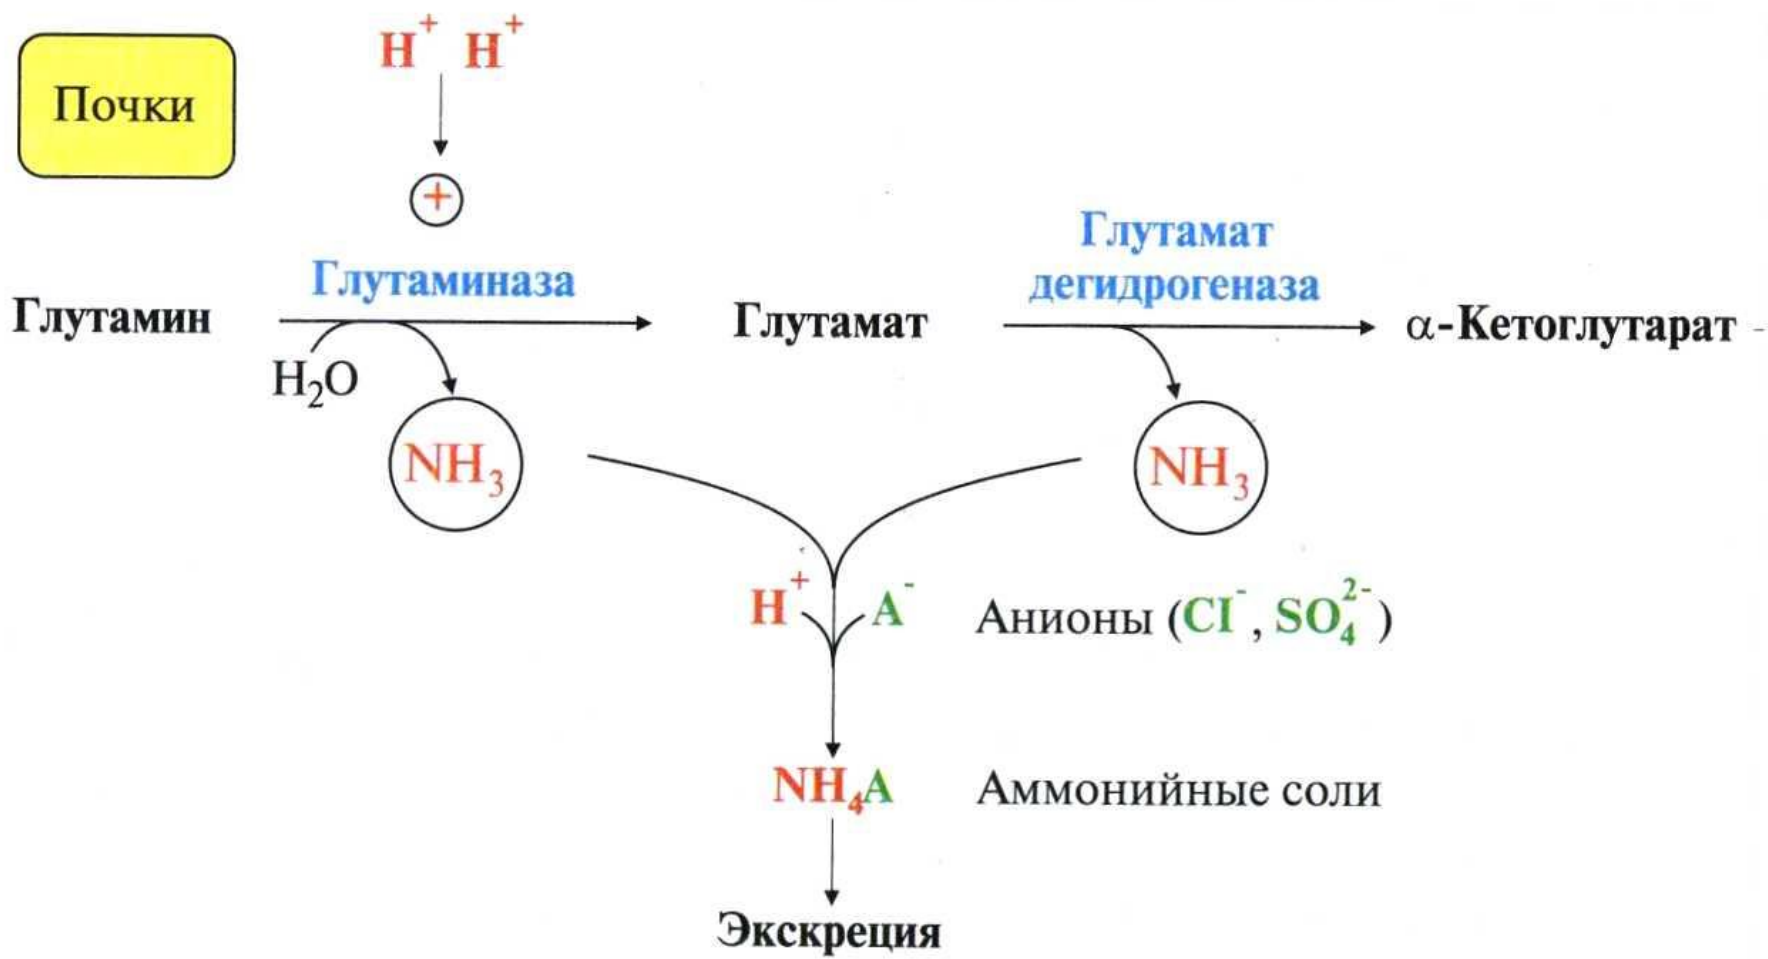 H⁺ H⁺
Почки
+
Глутамин
Глутаминаза
H₂O
Глутамат
Глутамат
дегидрогеназа
α-Кетоглутарат
NH₃
NH₃
H⁺ A⁻ Анионы (Cl⁻, SO₄²⁻)
NH₄A Аммонийные соли
Экскреция